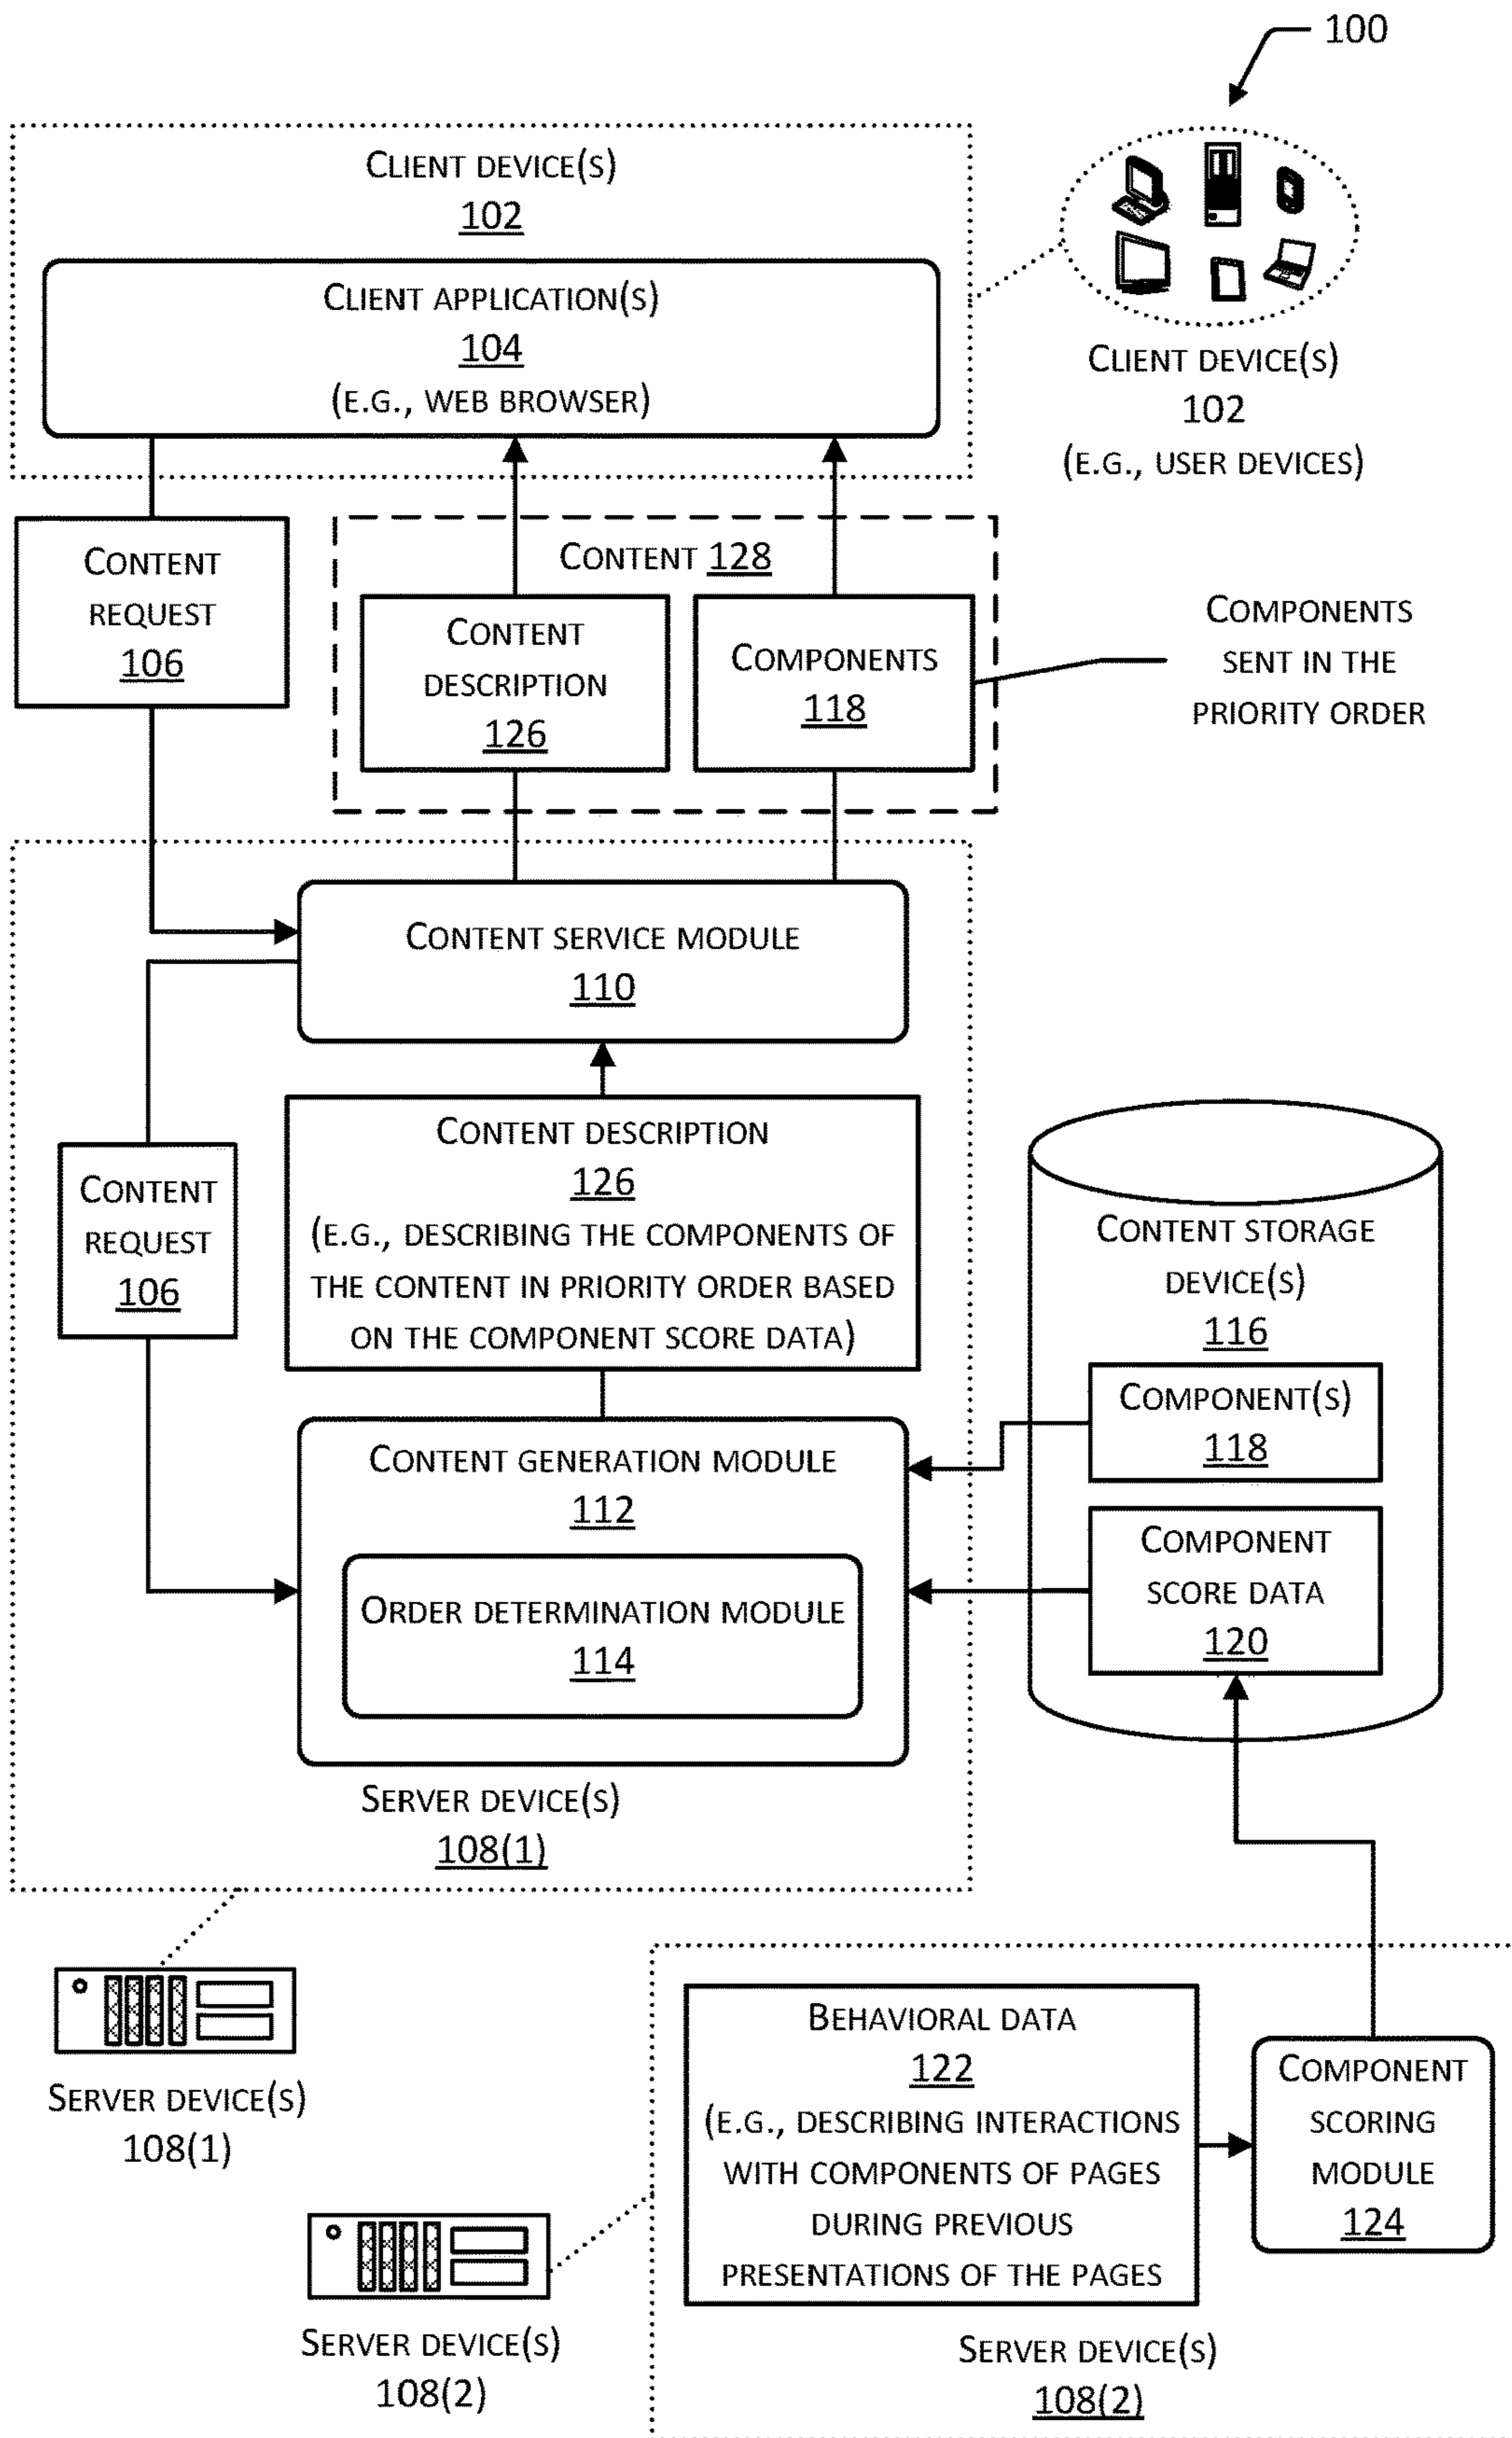 100
Client device(s)
102
Client application(s)
104
(e.g., web browser)
Client device(s)
102
(e.g., user devices)
Content
request
106
Content 128
Content
description
126
Components
118
Components
sent in the
priority order
Content service module
110
Content
request
106
Content description
126
(e.g., describing the components of
the content in priority order based
on the component score data)
Content generation module
112
Order determination module
114
Server device(s)
108(1)
Content storage
device(s)
116
Component(s)
118
Component
score data
120
Server device(s)
108(1)
Server device(s)
108(2)
Behavioral data
122
(e.g., describing interactions
with components of pages
during previous
presentations of the pages
Component
scoring
module
124
Server device(s)
108(2)